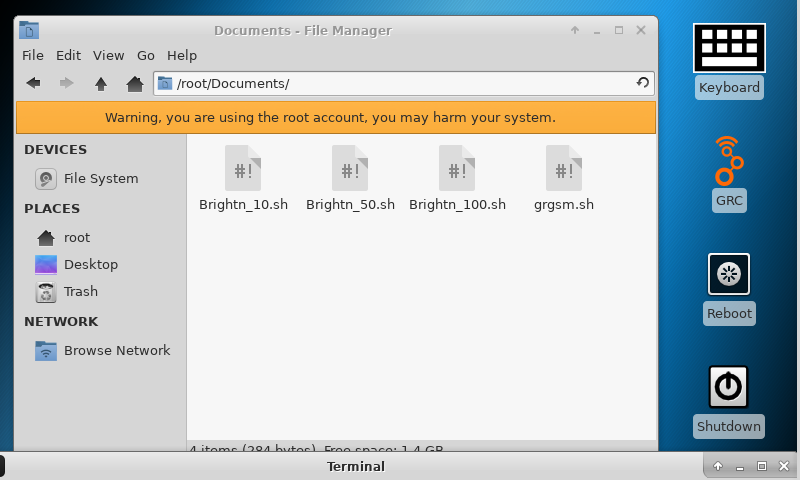 Documents - File Manager
File Edit View Go Help
/root/Documents/
Warning, you are using the root account, you may harm your system.
DEVICES
File System
PLACES
root
Desktop
Trash
NETWORK
Browse Network
#! #! #! #!
Brightn_10.sh Brightn_50.sh Brightn_100.sh grgsm.sh
4 items (284 bytes), Free space: 1.4 GB
Keyboard
GRC
Reboot
Shutdown
Terminal